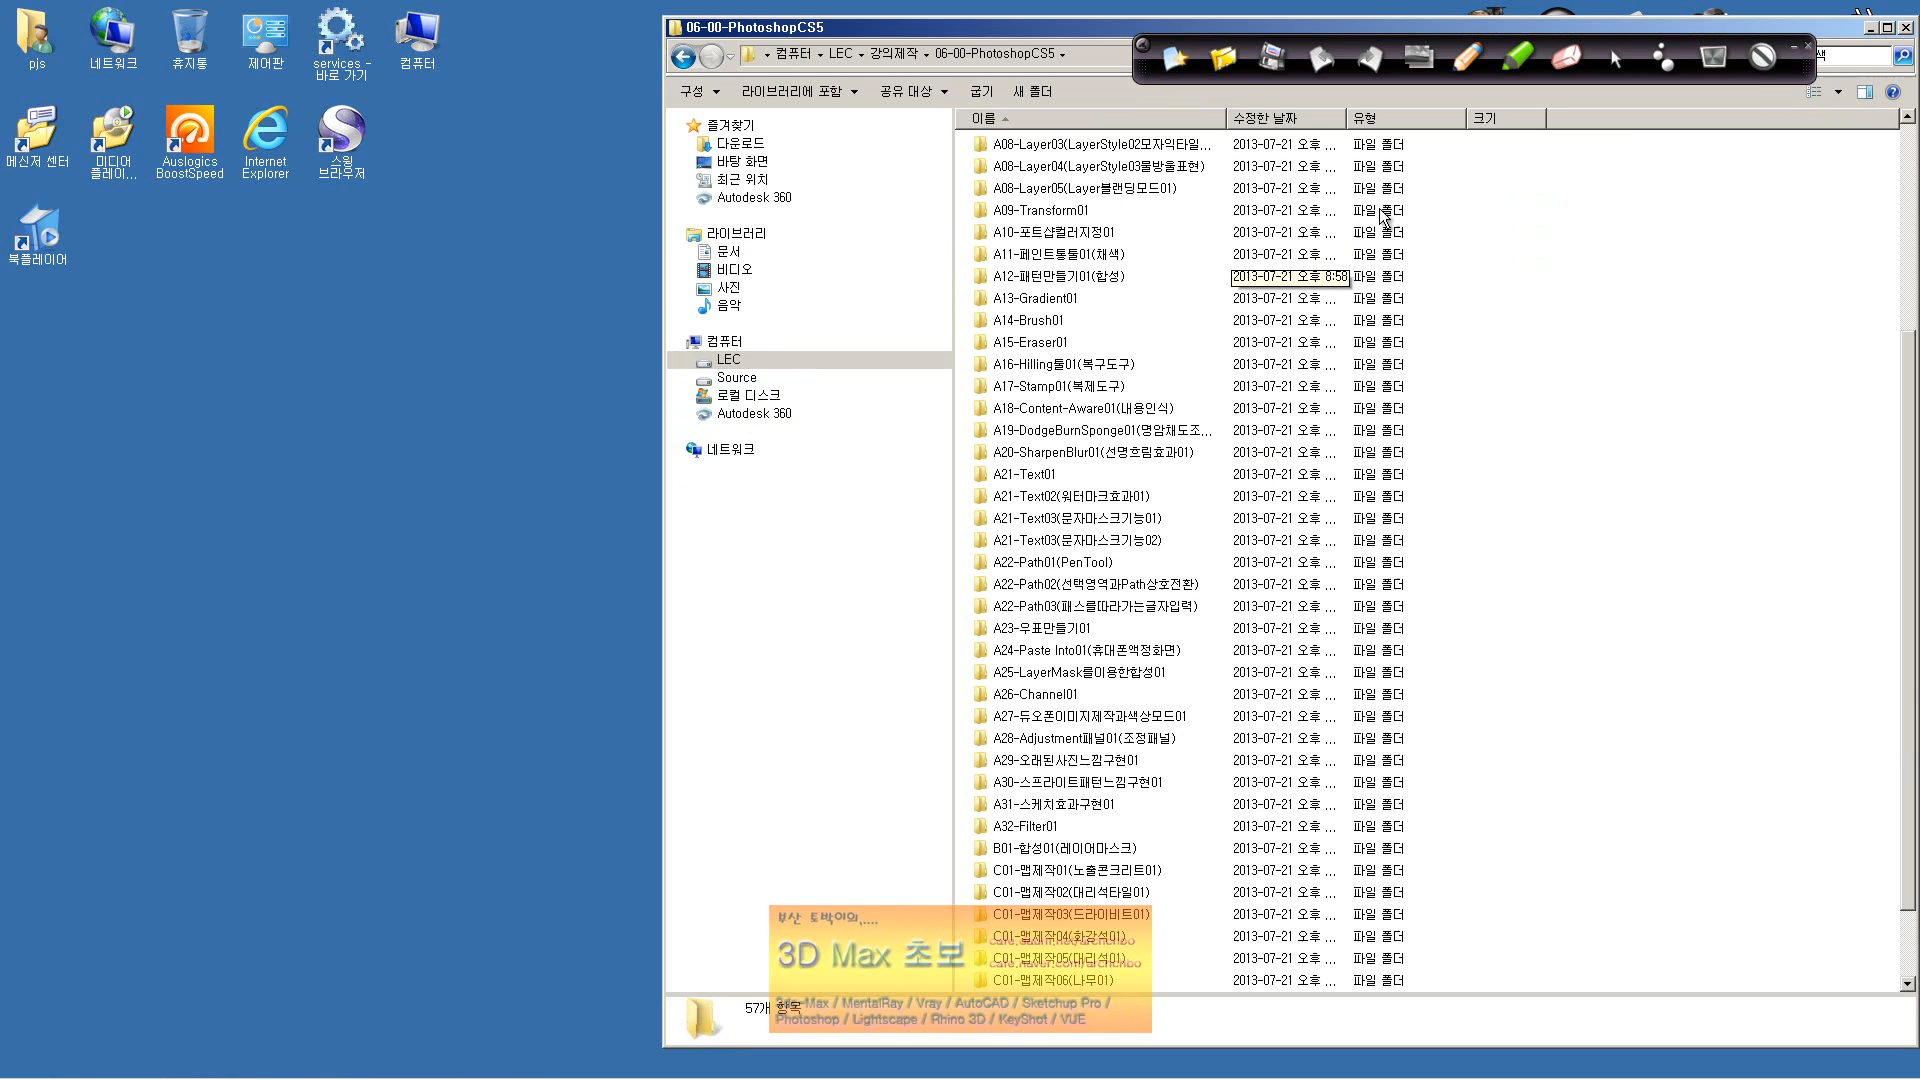 pjs
네트워크
휴지통
제어판
services -
바로 가기
컴퓨터
메신저 센터
미디어
플레이...
Auslogics
BoostSpeed
Internet
Explorer
스윙
브라우저
북플레이어
06-00-PhotoshopCS5
컴퓨터 LEC 강의제작 06-00-PhotoshopCS5
색
구성 라이브러리에 포함 공유 대상 굽기 새 폴더
즐겨찾기
다운로드
바탕 화면
최근 위치
Autodesk 360
라이브러리
문서
비디오
사진
음악
컴퓨터
LEC
Source
로컬 디스크
Autodesk 360
네트워크
이름 수정한 날짜 유형 크기
A08-Layer03(LayerStyle02모자익타일... 2013-07-21 오후 ... 파일 폴더
A08-Layer04(LayerStyle03물방울표현) 2013-07-21 오후 ... 파일 폴더
A08-Layer05(Layer블랜딩모드01) 2013-07-21 오후 ... 파일 폴더
A09-Transform01 2013-07-21 오후 ... 파일 폴더
A10-포트샵컬러지정01 2013-07-21 오후 ... 파일 폴더
A11-페인트통툴01(채색) 2013-07-21 오후 ... 파일 폴더
A12-패턴만들기01(합성) 2013-07-21 오후 8:58 파일 폴더
A13-Gradient01 2013-07-21 오후 ... 파일 폴더
A14-Brush01 2013-07-21 오후 ... 파일 폴더
A15-Eraser01 2013-07-21 오후 ... 파일 폴더
A16-Hilling툴01(복구도구) 2013-07-21 오후 ... 파일 폴더
A17-Stamp01(복제도구) 2013-07-21 오후 ... 파일 폴더
A18-Content-Aware01(내용인식) 2013-07-21 오후 ... 파일 폴더
A19-DodgeBurnSponge01(명암채도조... 2013-07-21 오후 ... 파일 폴더
A20-SharpenBlur01(선명흐림효과01) 2013-07-21 오후 ... 파일 폴더
A21-Text01 2013-07-21 오후 ... 파일 폴더
A21-Text02(워터마크효과01) 2013-07-21 오후 ... 파일 폴더
A21-Text03(문자마스크기능01) 2013-07-21 오후 ... 파일 폴더
A21-Text03(문자마스크기능02) 2013-07-21 오후 ... 파일 폴더
A22-Path01(PenTool) 2013-07-21 오후 ... 파일 폴더
A22-Path02(선택영역과Path상호전환) 2013-07-21 오후 ... 파일 폴더
A22-Path03(패스를따라가는글자입력) 2013-07-21 오후 ... 파일 폴더
A23-우표만들기01 2013-07-21 오후 ... 파일 폴더
A24-Paste Into01(휴대폰액정화면) 2013-07-21 오후 ... 파일 폴더
A25-LayerMask를이용한합성01 2013-07-21 오후 ... 파일 폴더
A26-Channel01 2013-07-21 오후 ... 파일 폴더
A27-듀오폰이미지제작과색상모드01 2013-07-21 오후 ... 파일 폴더
A28-Adjustment패널01(조정패널) 2013-07-21 오후 ... 파일 폴더
A29-오래된사진느낌구현01 2013-07-21 오후 ... 파일 폴더
A30-스프라이트패턴느낌구현01 2013-07-21 오후 ... 파일 폴더
A31-스케치효과구현01 2013-07-21 오후 ... 파일 폴더
A32-Filter01 2013-07-21 오후 ... 파일 폴더
B01-합성01(레이어마스크) 2013-07-21 오후 ... 파일 폴더
C01-맵제작01(노출콘크리트01) 2013-07-21 오후 ... 파일 폴더
C01-맵제작02(대리석타일01) 2013-07-21 오후 ... 파일 폴더
C01-맵제작03(드라이비트01) 2013-07-21 오후 ... 파일 폴더
C01-맵제작04(화강석01) 2013-07-21 오후 ... 파일 폴더
C01-맵제작05(대리석01) 2013-07-21 오후 ... 파일 폴더
C01-맵제작06(나무01) 2013-07-21 오후 ... 파일 폴더
부산 토박이의,....
3D Max 초보
57개 항목
3ds Max / MentalRay / Vray / AutoCAD / Sketchup Pro /
Photoshop / Lightscape / Rhino 3D / KeyShot / VUE